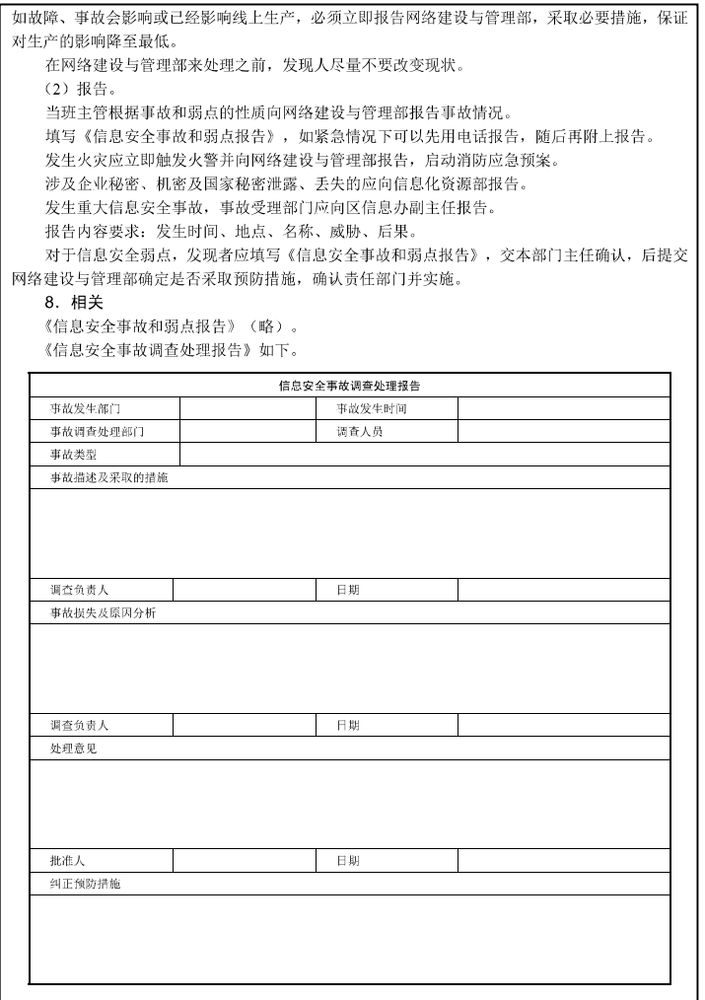 如故障、事故会影响或已经影响线上生产，必须立即报告网络建设与管理部，采取必要措施，保证
对生产的影响降至最低。
在网络建设与管理部来处理之前，发现人尽量不要改变现状。
（2）报告。
当班主管根据事故和弱点的性质向网络建设与管理部报告事故情况。
填写《信息安全事故和弱点报告》，如紧急情况下可以先用电话报告，随后再附上报告。
发生火灾应立即触发火警并向网络建设与管理部报告，启动消防应急预案。
涉及企业秘密、机密及国家秘密泄露、丢失的应向信息化资源部报告。
发生重大信息安全事故，事故受理部门应向区信息办副主任报告。
报告内容要求：发生时间、地点、名称、威胁、后果。
对于信息安全弱点，发现者应填写《信息安全事故和弱点报告》，交本部门主任确认，后提交
网络建设与管理部确定是否采取预防措施，确认责任部门并实施。
8．相关
《信息安全事故和弱点报告》（略）。
《信息安全事故调查处理报告》如下。
信息安全事故调查处理报告
事故发生部门 事故发生时间
事故调查处理部门 调查人员
事故类型
事故描述及采取的措施
调查负责人 日期
事故损失及原因分析
调查负责人 日期
处理意见
批准人 日期
纠正预防措施